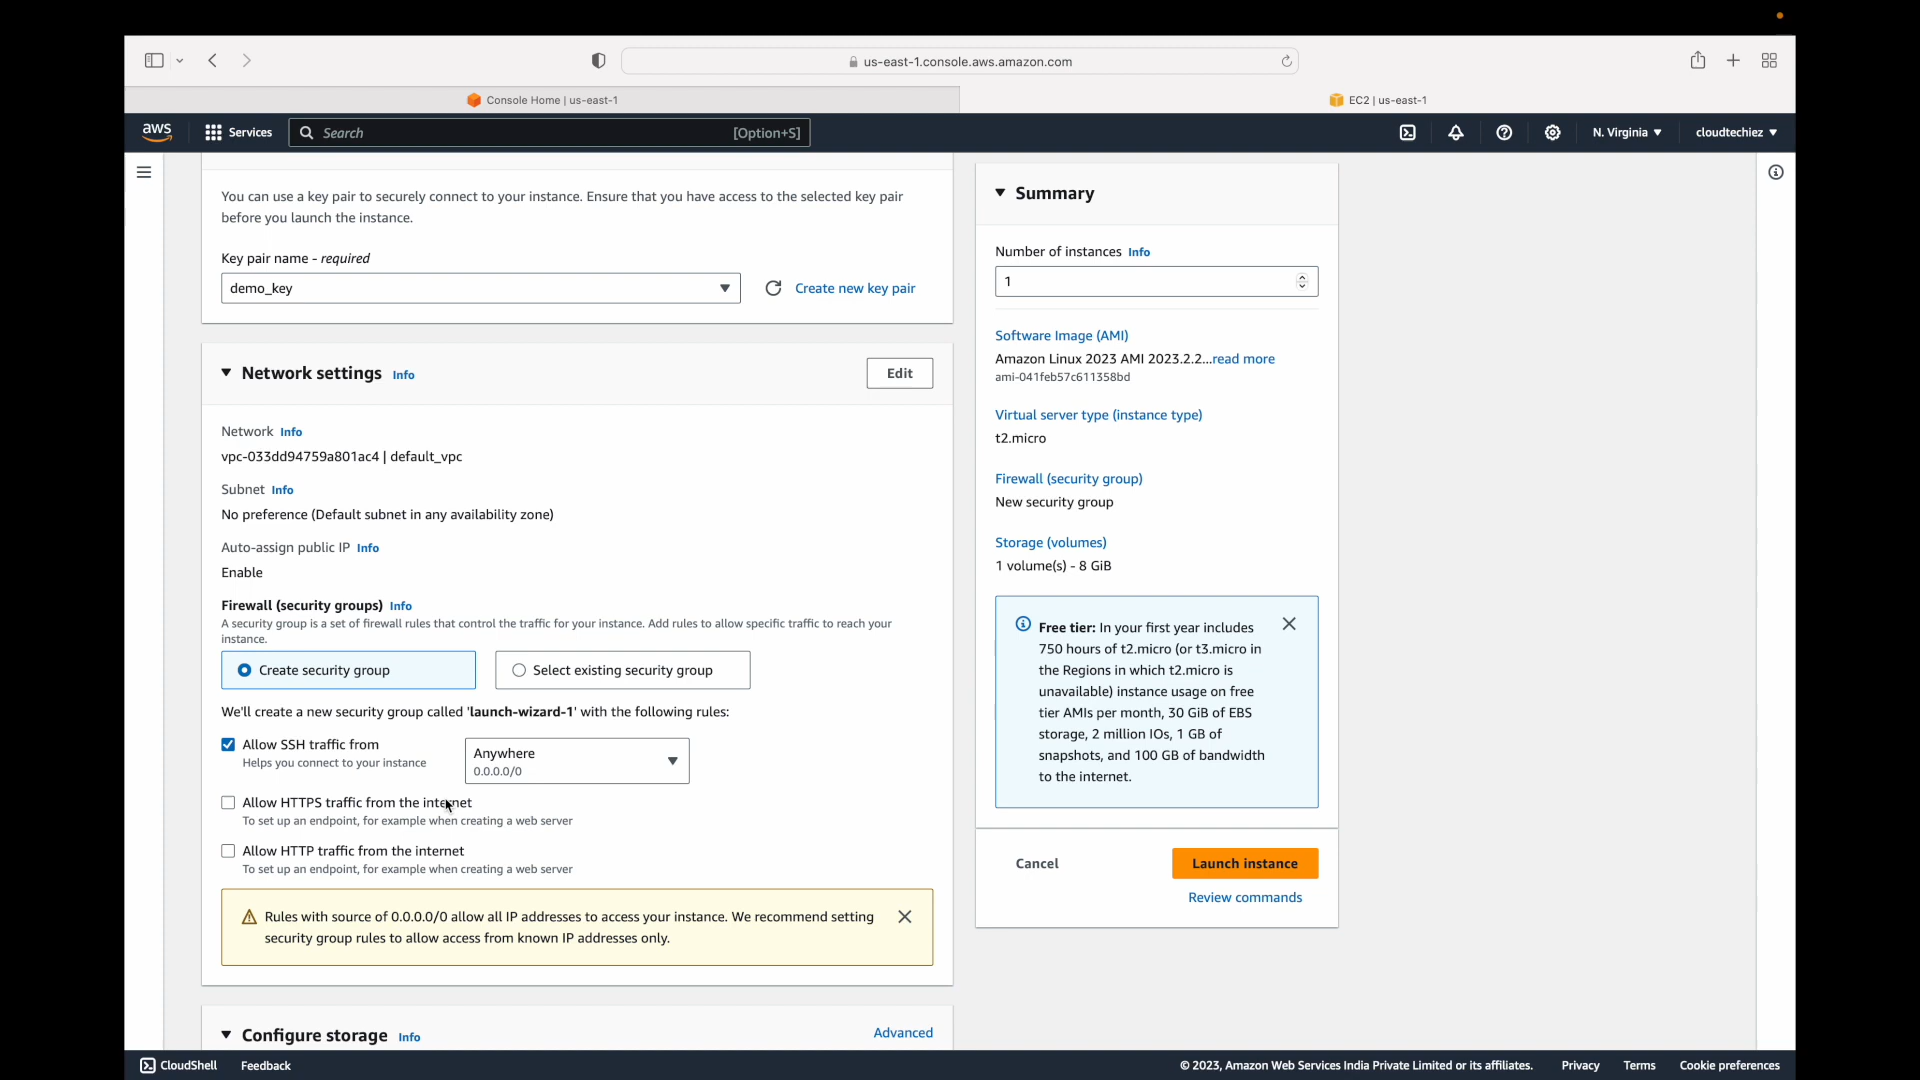 us-east-1.console.aws.amazon.com
Console Home | us-east-1
EC2 | us-east-1
aws
Services
Search
[Option+S]
N. Virginia
cloudtechiez
You can use a key pair to securely connect to your instance. Ensure that you have access to the selected key pair
before you launch the instance.
Key pair name - required
demo_key
Create new key pair
Network settings Info
Edit
Network Info
vpc-033dd94759a801ac4 | default_vpc
Subnet Info
No preference (Default subnet in any availability zone)
Auto-assign public IP Info
Enable
Firewall (security groups) Info
A security group is a set of firewall rules that control the traffic for your instance. Add rules to allow specific traffic to reach your
instance.
Create security group
Select existing security group
We'll create a new security group called 'launch-wizard-1' with the following rules:
Allow SSH traffic from
Helps you connect to your instance
Anywhere
0.0.0.0/0
Allow HTTPS traffic from the internet
To set up an endpoint, for example when creating a web server
Allow HTTP traffic from the internet
To set up an endpoint, for example when creating a web server
Rules with source of 0.0.0.0/0 allow all IP addresses to access your instance. We recommend setting
security group rules to allow access from known IP addresses only.
Configure storage Info
Advanced
Summary
Number of instances Info
1
Software Image (AMI)
Amazon Linux 2023 AMI 2023.2.2...read more
ami-041feb57c611358bd
Virtual server type (instance type)
t2.micro
Firewall (security group)
New security group
Storage (volumes)
1 volume(s) - 8 GiB
Free tier: In your first year includes
750 hours of t2.micro (or t3.micro in
the Regions in which t2.micro is
unavailable) instance usage on free
tier AMIs per month, 30 GiB of EBS
storage, 2 million IOs, 1 GB of
snapshots, and 100 GB of bandwidth
to the internet.
Cancel
Launch instance
Review commands
CloudShell
Feedback
© 2023, Amazon Web Services India Private Limited or its affiliates.
Privacy
Terms
Cookie preferences